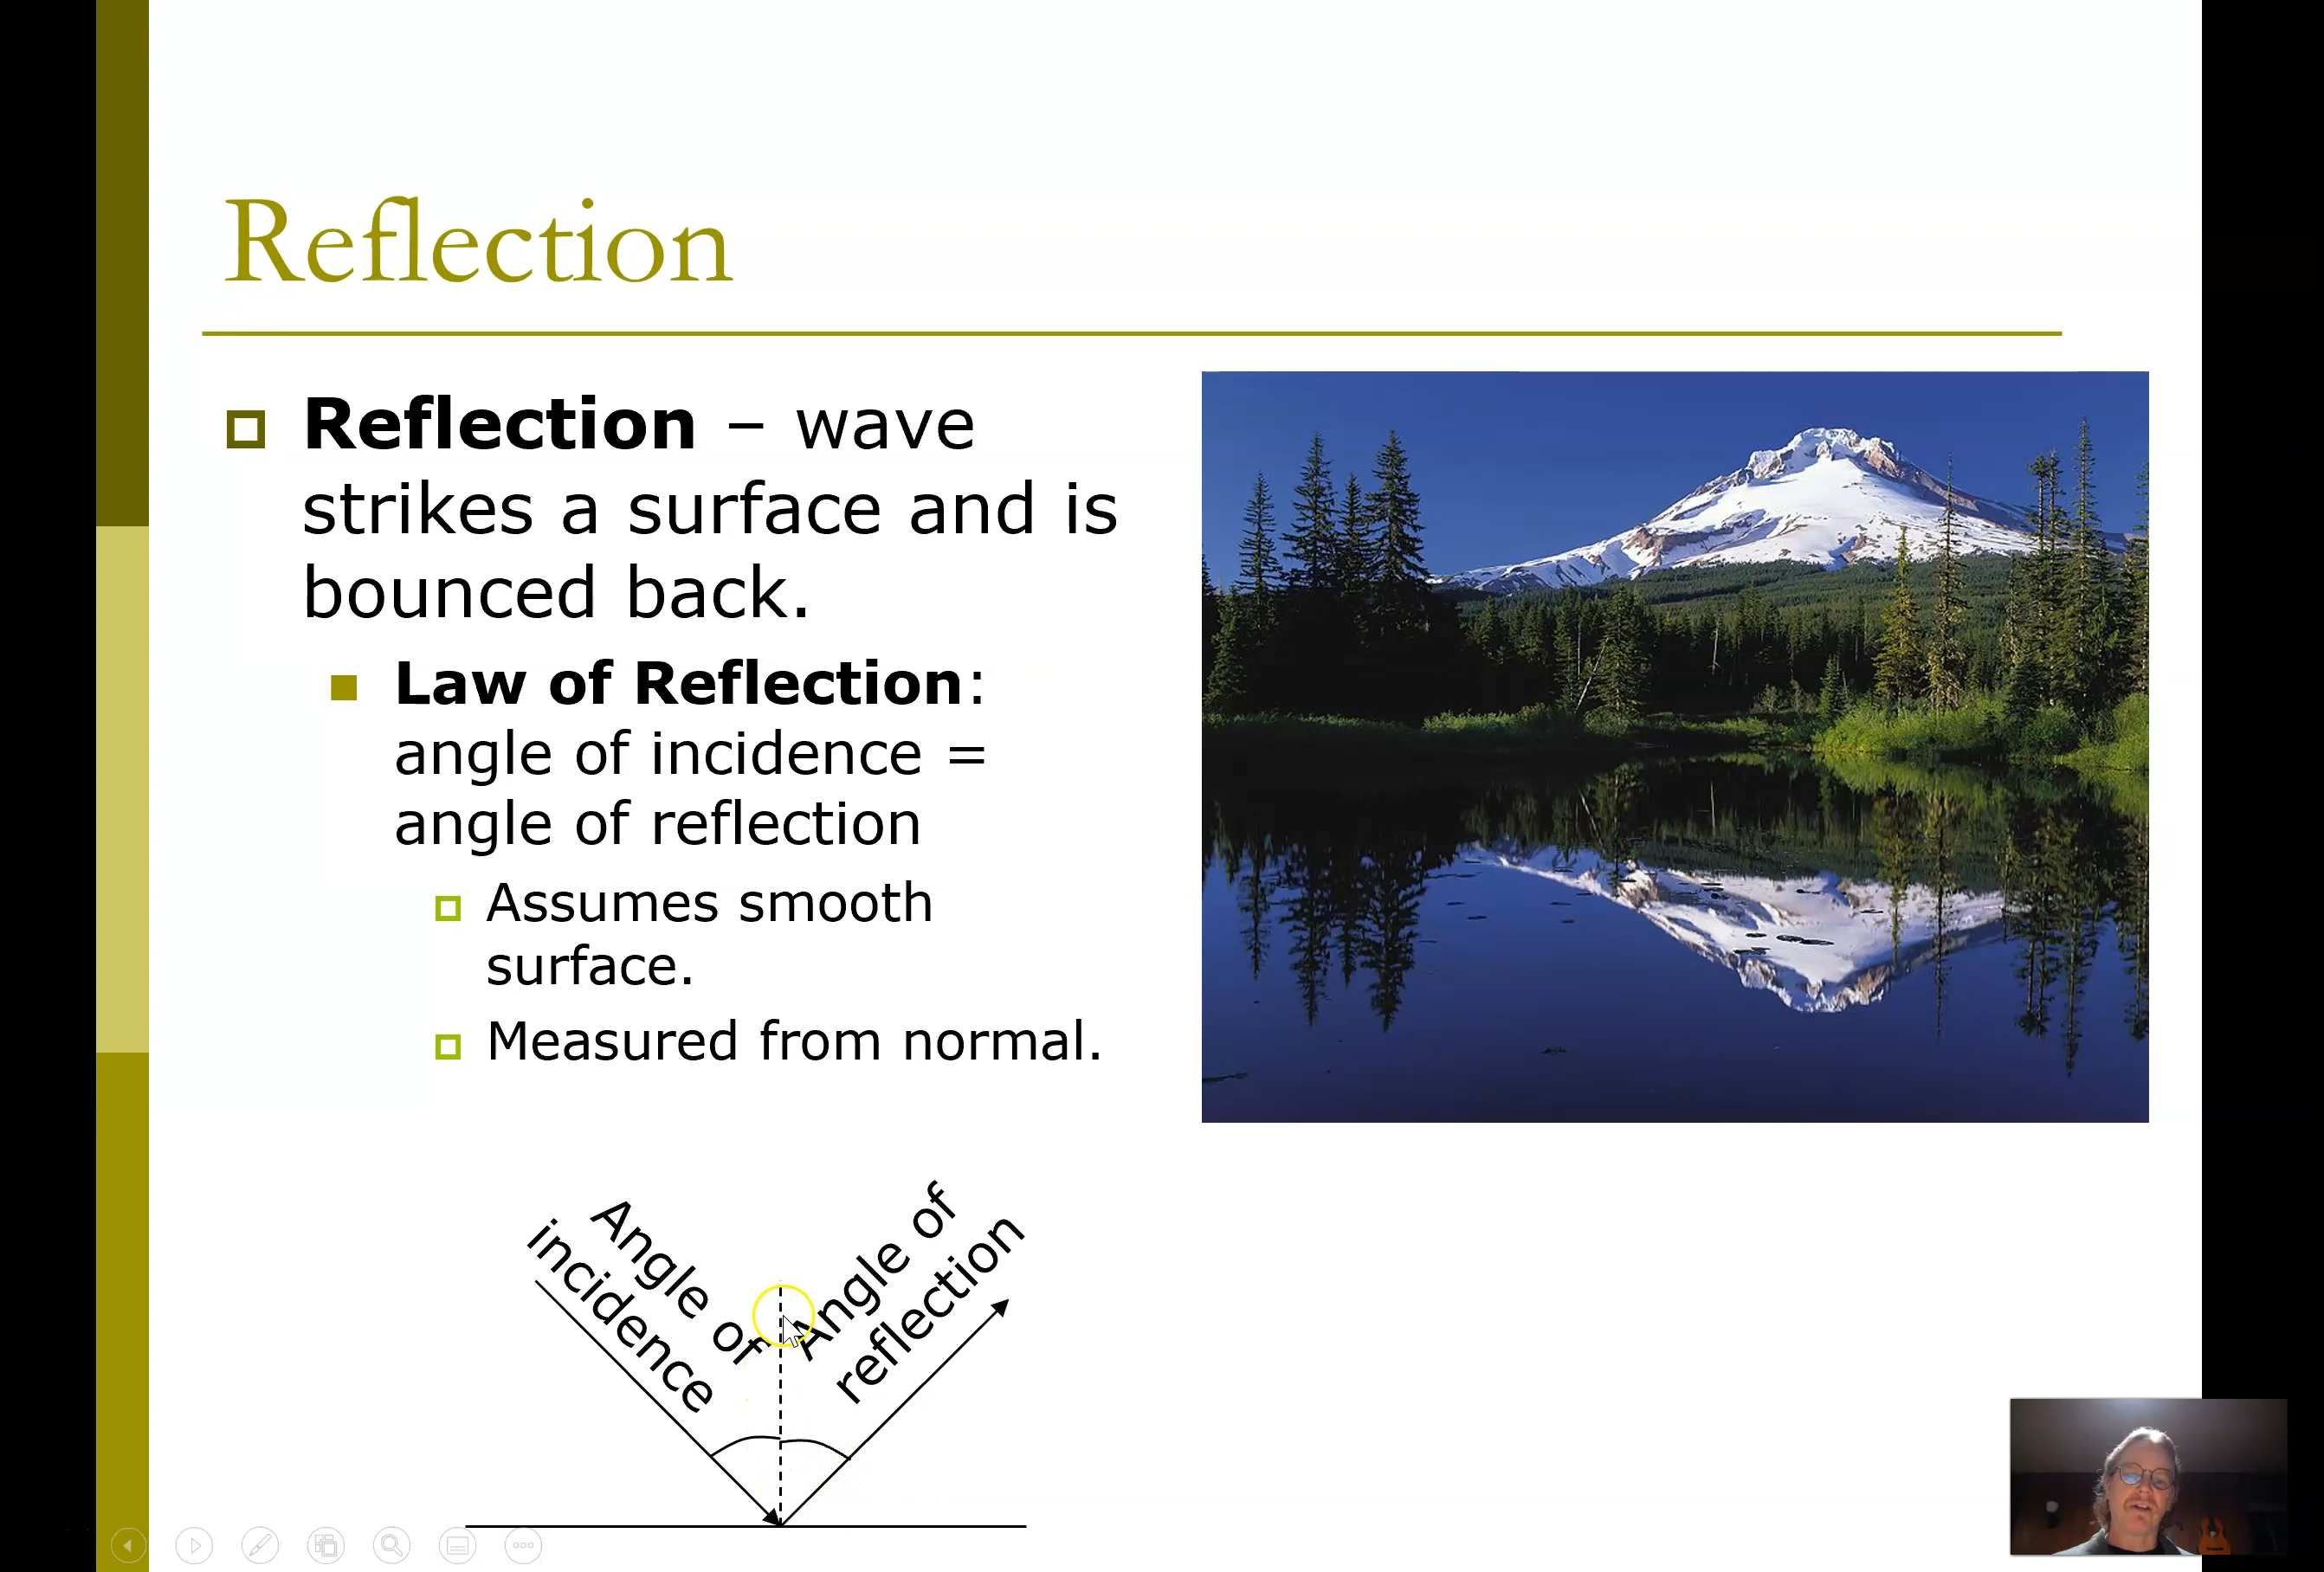 Reflection
Reflection – wave
strikes a surface and is
bounced back.
Law of Reflection:
angle of incidence =
angle of reflection
Assumes smooth
surface.
Measured from normal.
Angle of
incidence
Angle of
reflection